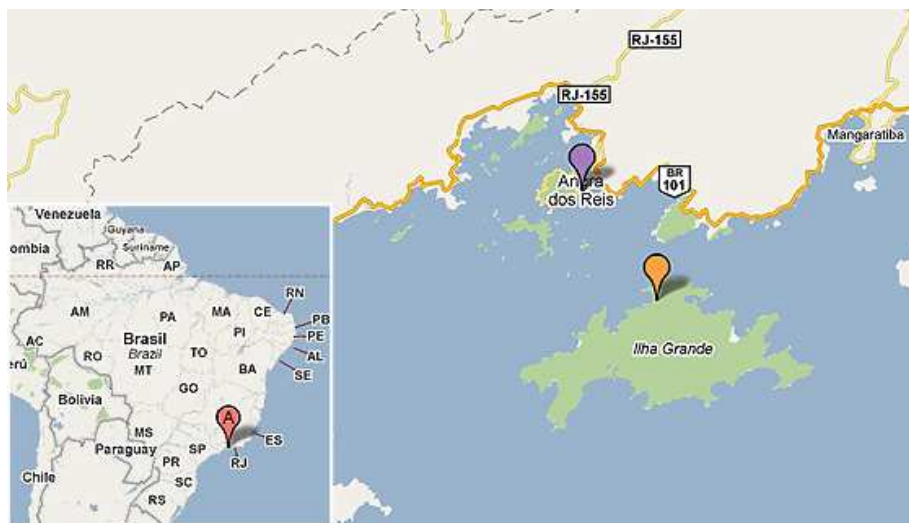 RJ-155
RJ-155
Mangaratiba
BR
101
Angra
dos Reis
Ilha Grande
Venezuela
Guyana
Suriname
ombia
RR
AP
RN
AM
PA
MA
CE
PB
PI
PE
AC
Brasil
Brazil
TO
AL
erú
RO
MT
BA
SE
GO
Bolivia
A
MS
ES
Paraguay
SP
RJ
PR
Chile
SC
RS